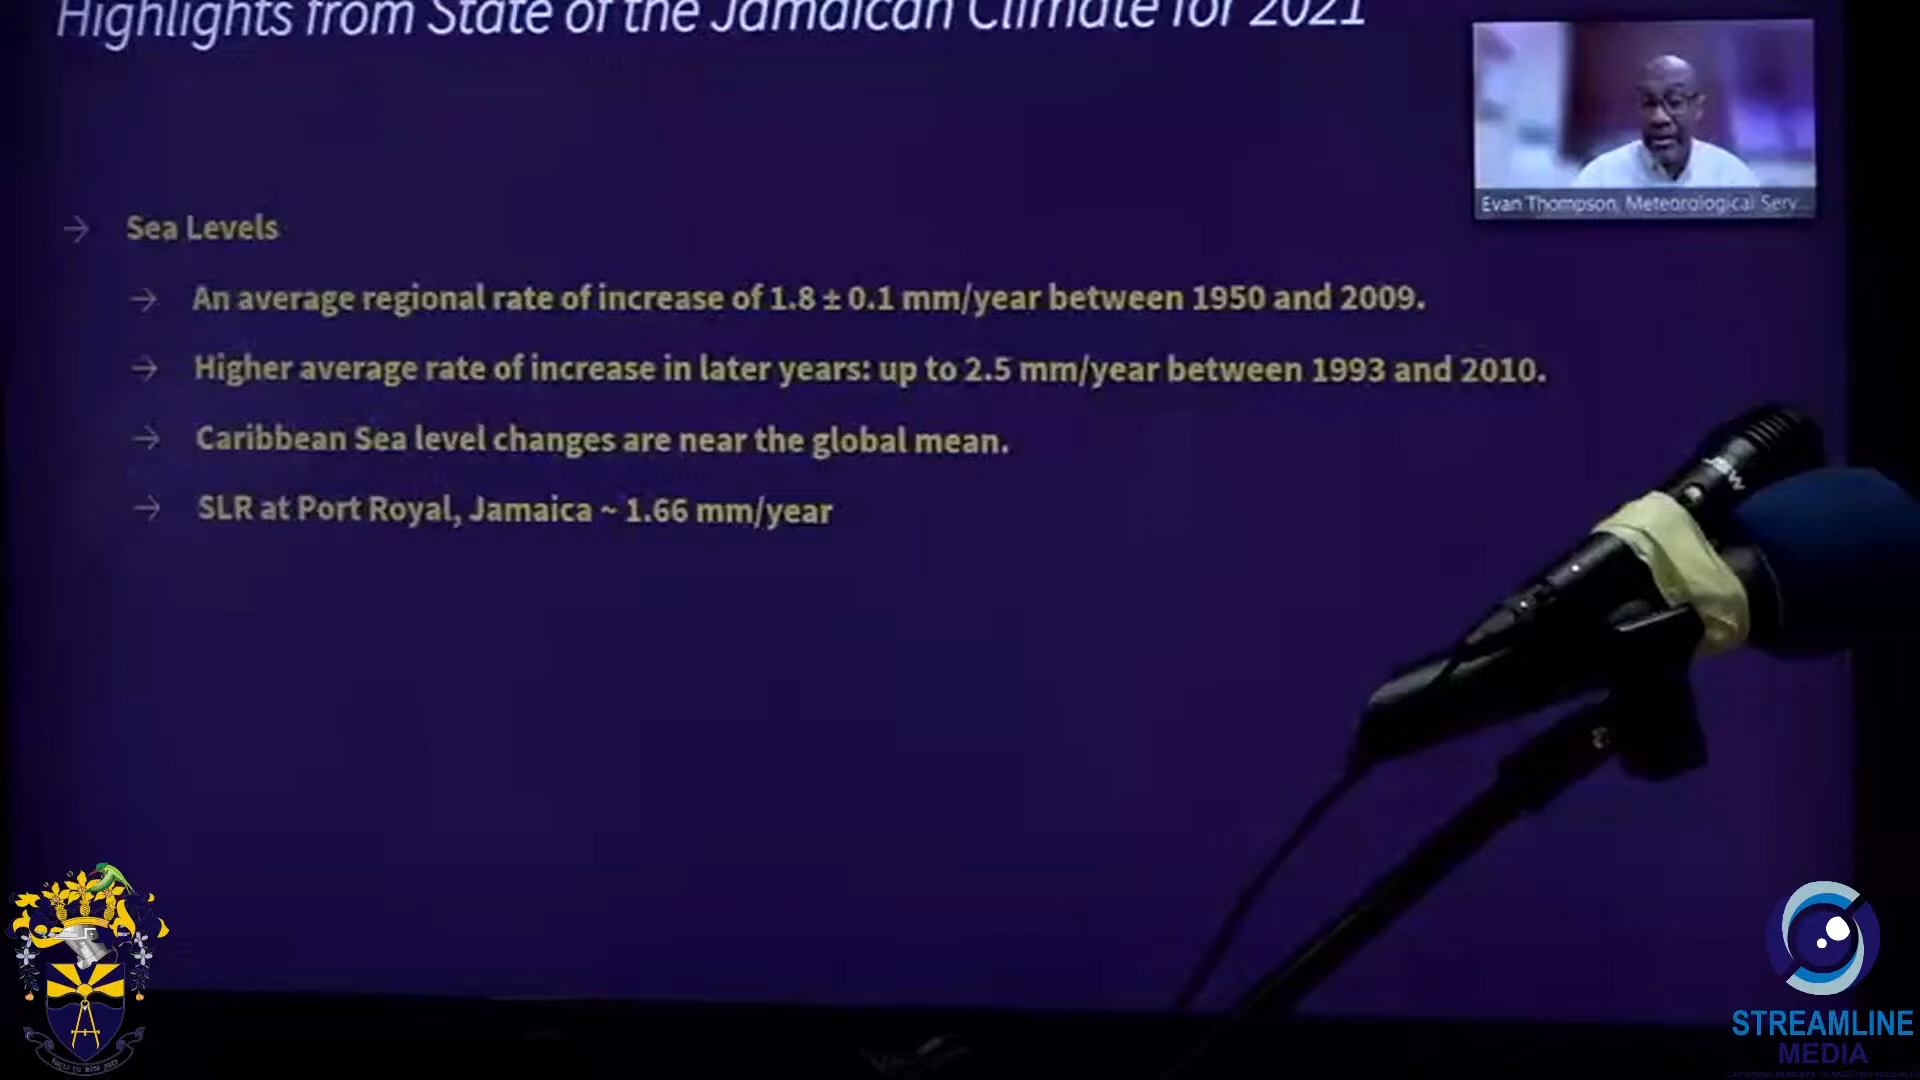 Highlights from State of the Jamaican Climate for 2021
Evan Thompson, Meteorological Serv...
→ Sea Levels
→ An average regional rate of increase of 1.8 ± 0.1 mm/year between 1950 and 2009.
→ Higher average rate of increase in later years: up to 2.5 mm/year between 1993 and 2010.
→ Caribbean Sea level changes are near the global mean.
→ SLR at Port Royal, Jamaica ~ 1.66 mm/year
STREAMLINE
MEDIA